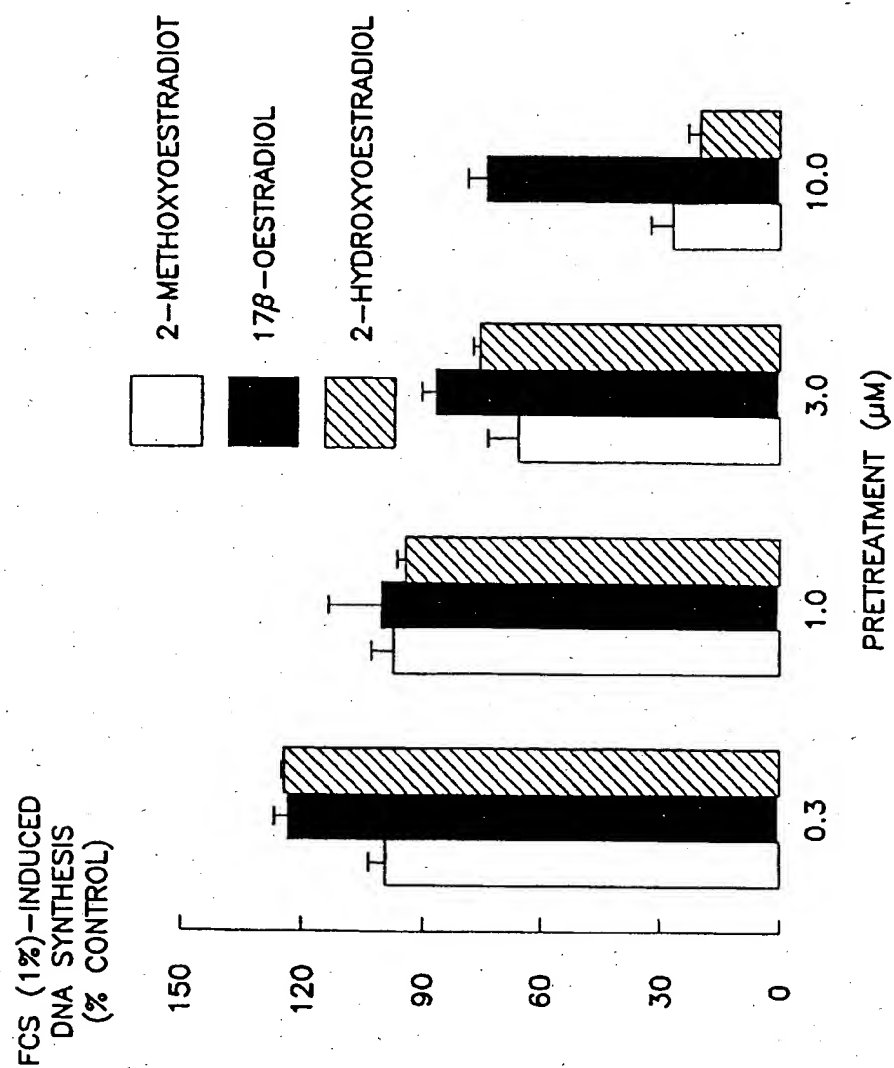 FCS (1%)–INDUCED
DNA SYNTHESIS
(% CONTROL)
150
120
90
60
30
0
2–METHOXYOESTRADIOT
17β–OESTRADIOL
2–HYDROXYOESTRADIOL
0.3
1.0
3.0
10.0
PRETREATMENT (µM)